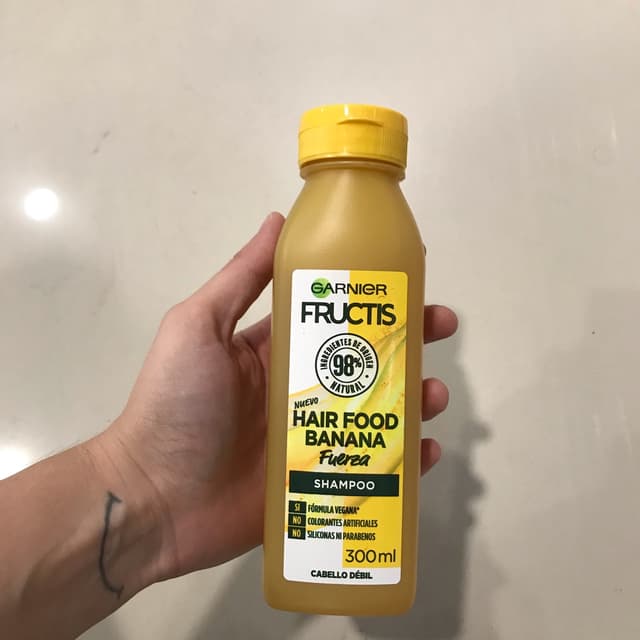 GARNIER
FRUCTIS
INGREDIENTES DE ORIGEN
98%
NATURAL
NUEVO
HAIR FOOD
BANANA
Fuerza
SHAMPOO
SI FÓRMULA VEGANA*
NO COLORANTES ARTIFICIALES
NO SILICONAS NI PARABENOS
300ml
CABELLO DÉBIL